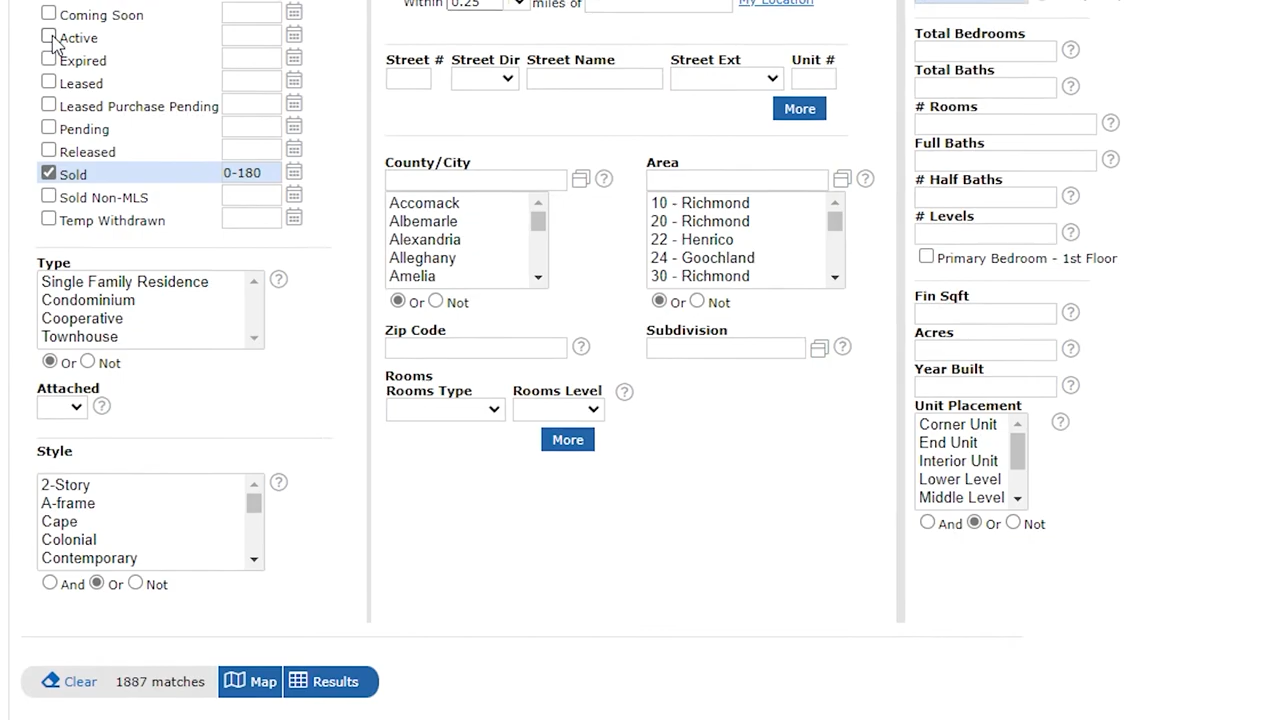 Coming Soon
Active
Expired
Leased
Leased Purchase Pending
Pending
Released
Sold 0-180
Sold Non-MLS
Temp Withdrawn
Type
Single Family Residence
Condominium
Cooperative
Townhouse
Or Not
Attached
Style
2-Story
A-frame
Cape
Colonial
Contemporary
And Or Not
Within 0.25 miles of My Location
Street # Street Dir Street Name Street Ext Unit #
More
County/City
Accomack
Albemarle
Alexandria
Alleghany
Amelia
Or Not
Area
10 - Richmond
20 - Richmond
22 - Henrico
24 - Goochland
30 - Richmond
Or Not
Zip Code
Subdivision
Rooms
Rooms Type Rooms Level
More
Total Bedrooms
Total Baths
# Rooms
Full Baths
# Half Baths
# Levels
Primary Bedroom - 1st Floor
Fin Sqft
Acres
Year Built
Unit Placement
Corner Unit
End Unit
Interior Unit
Lower Level
Middle Level
And Or Not
Clear 1887 matches Map Results